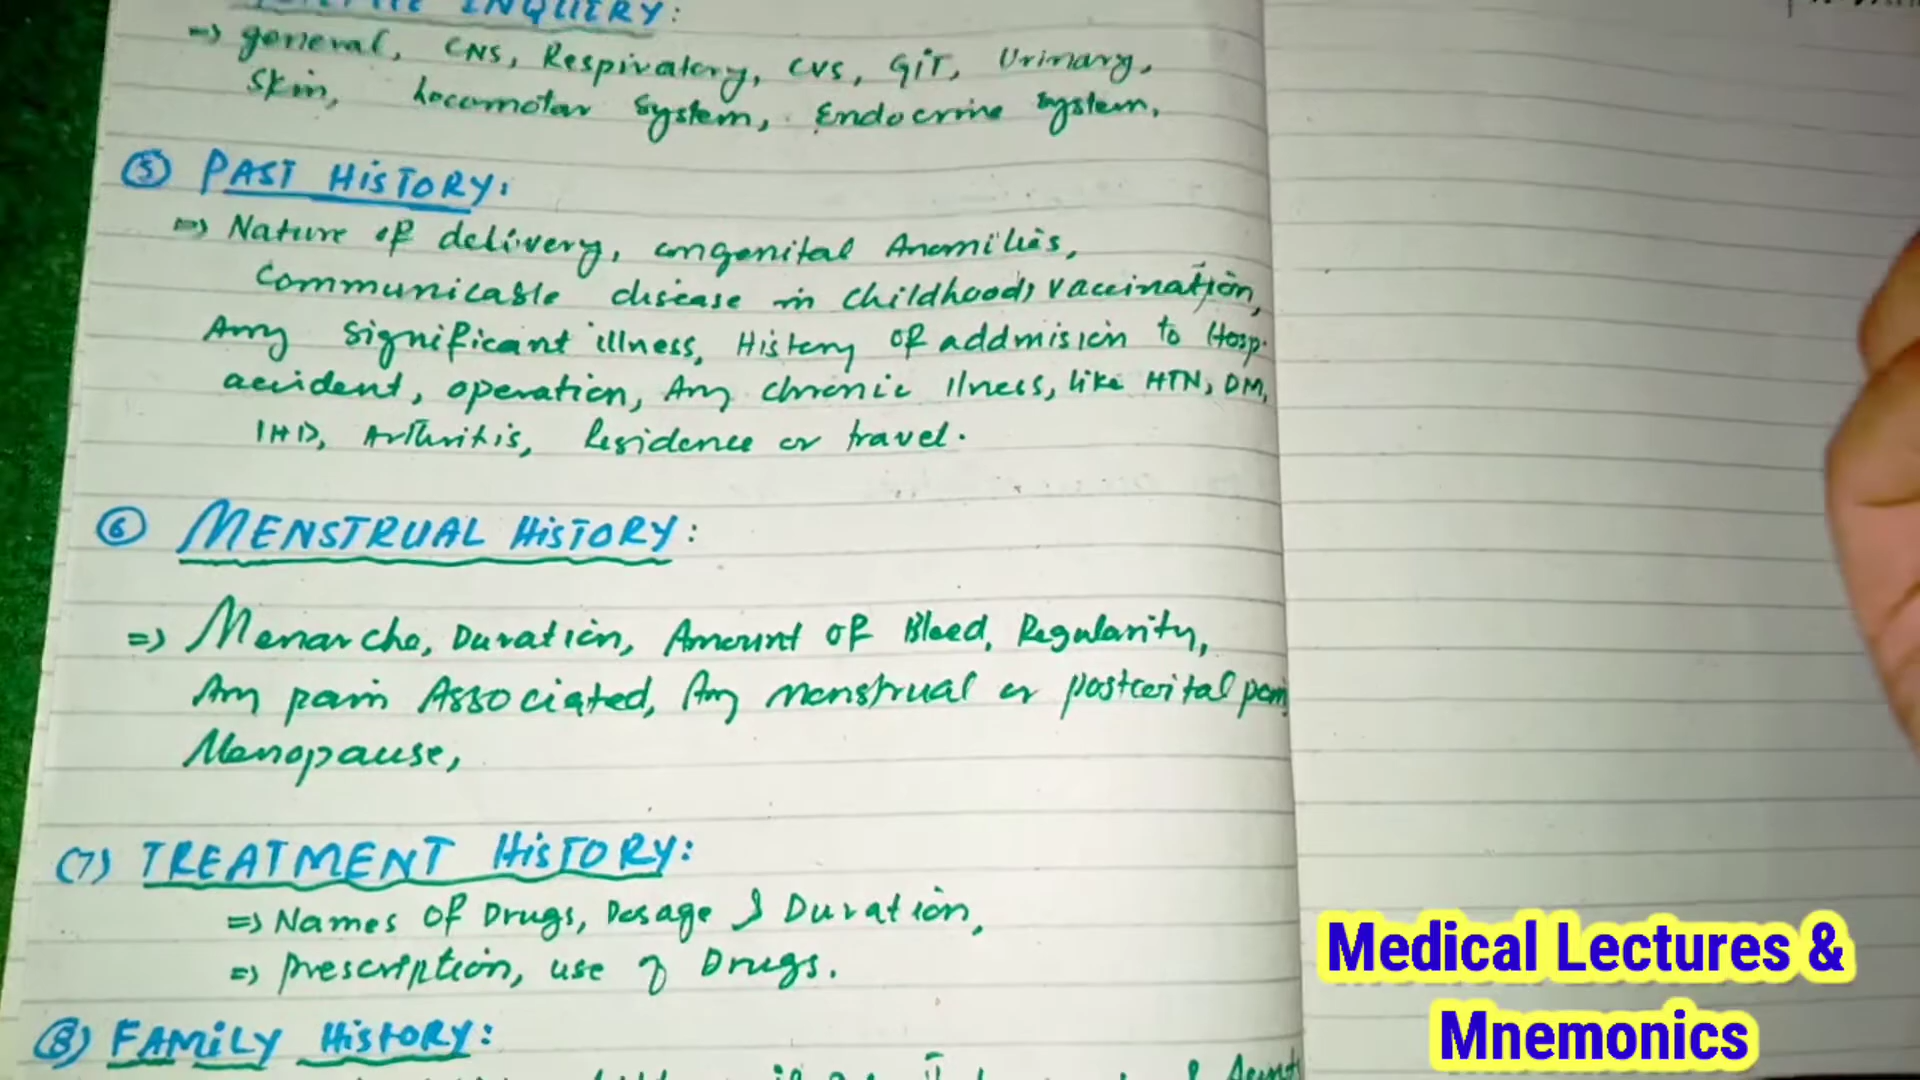 INQUIERY:
=> general, CNS, Respiratory, CVS, GIT, Urinary,
Skin, Locomotor system, Endocrine system,
(5) PAST HISTORY:
=> Nature of delivery, congenital Anomilies,
Communicable disease in childhood, vaccination,
Any significant illness, History of addmision to Hosp.
accident, operation, Any chronic Ilness, like HTN, DM,
IHD, Arthritis, Residence or travel.
(6) MENSTRUAL HISTORY:
=> Menarche, Duration, Amount of Bleed, Regularity,
Any pain Associated, Any menstrual or postcoital pain
Menopause,
(7) TREATMENT HISTORY:
=> Names of Drugs, Dosage & Duration,
=> prescription, use of Drugs.
(8) FAMILY HISTORY:
Medical Lectures &
Mnemonics